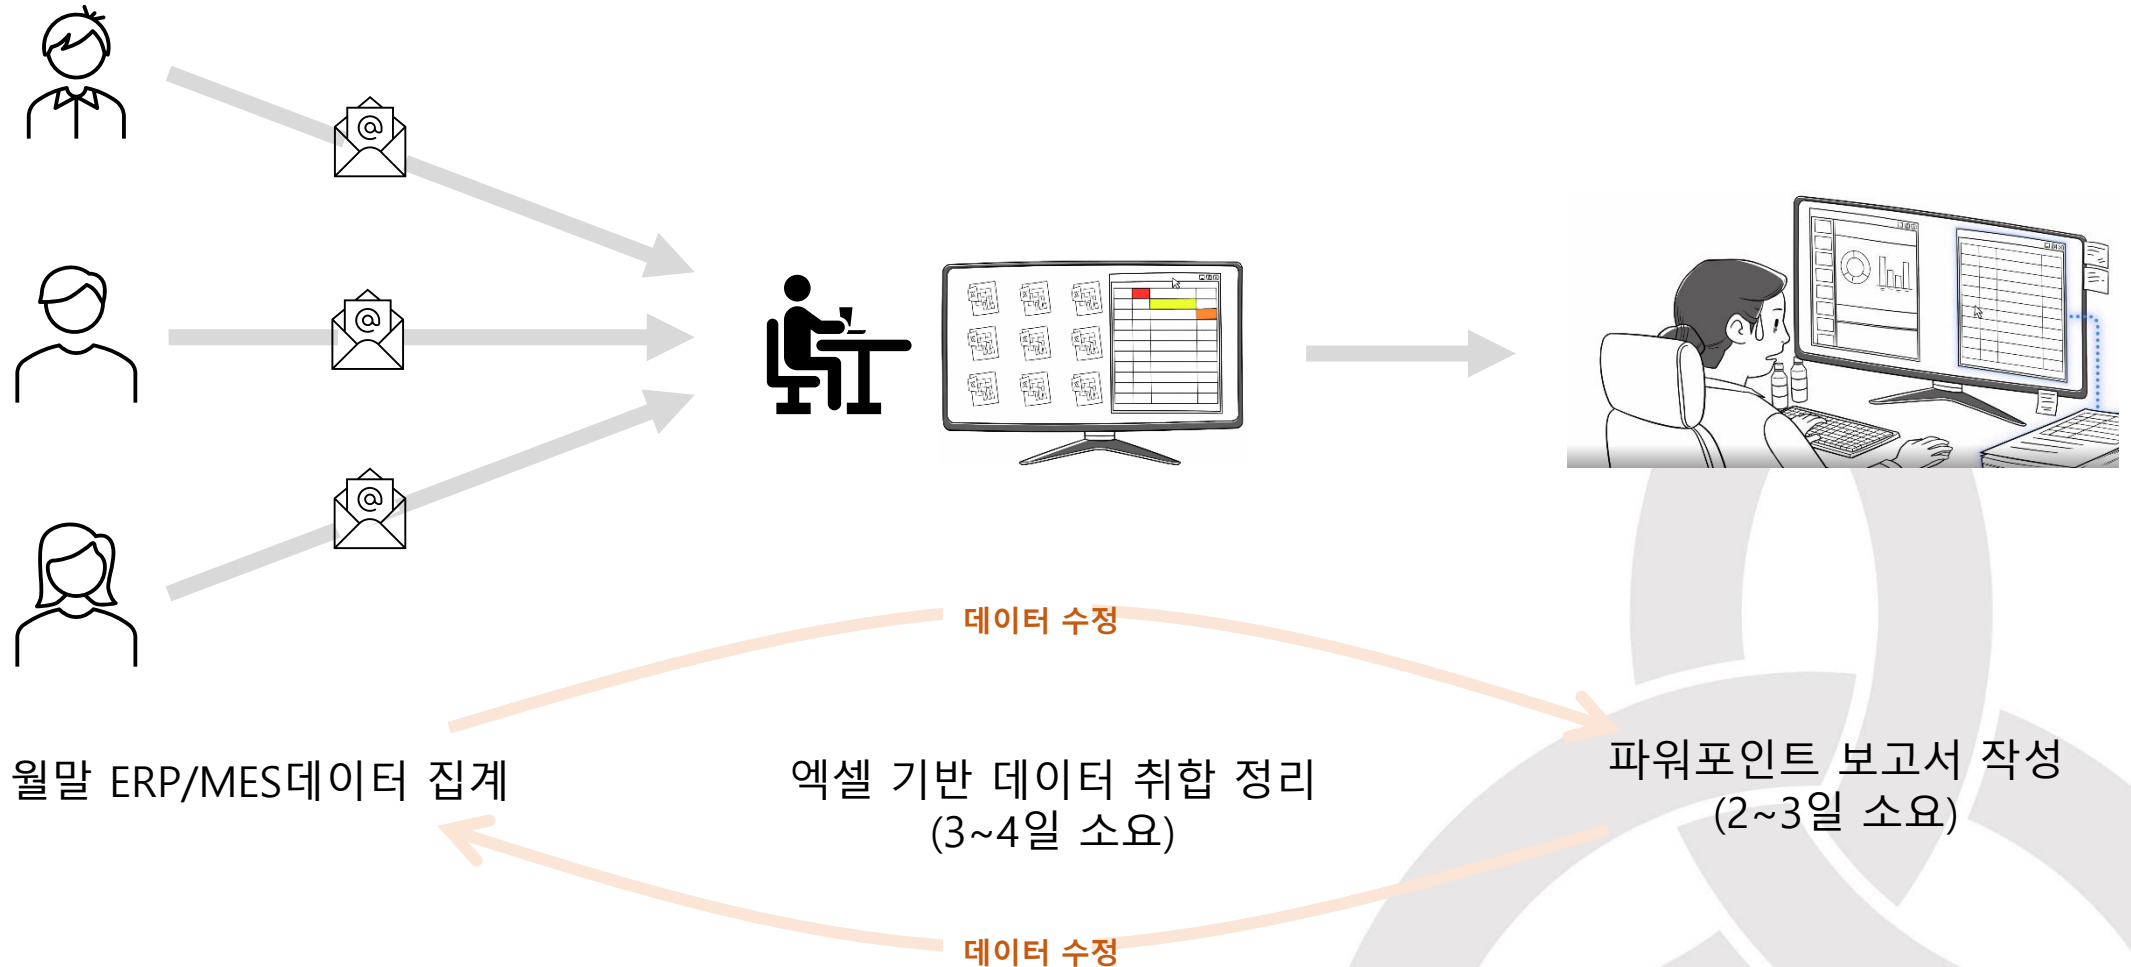 데이터 수정
월말 ERP/MES데이터 집계
엑셀 기반 데이터 취합 정리
(3~4일 소요)
파워포인트 보고서 작성
(2~3일 소요)
데이터 수정